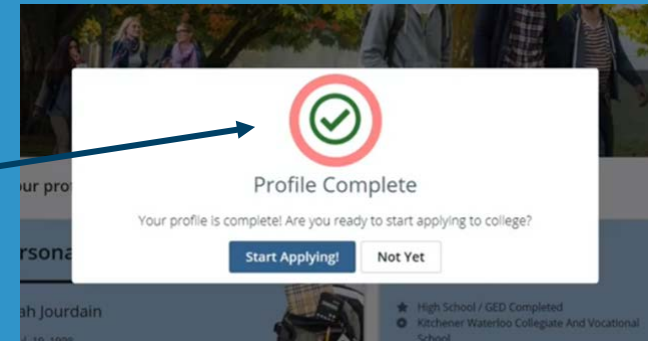 Profile Complete
Your profile is complete! Are you ready to start applying to college?
Start Applying!
Not Yet
our pro
rsona
ah Jourdain
High School / GED Completed
Kitchener Waterloo Collegiate And Vocational
School